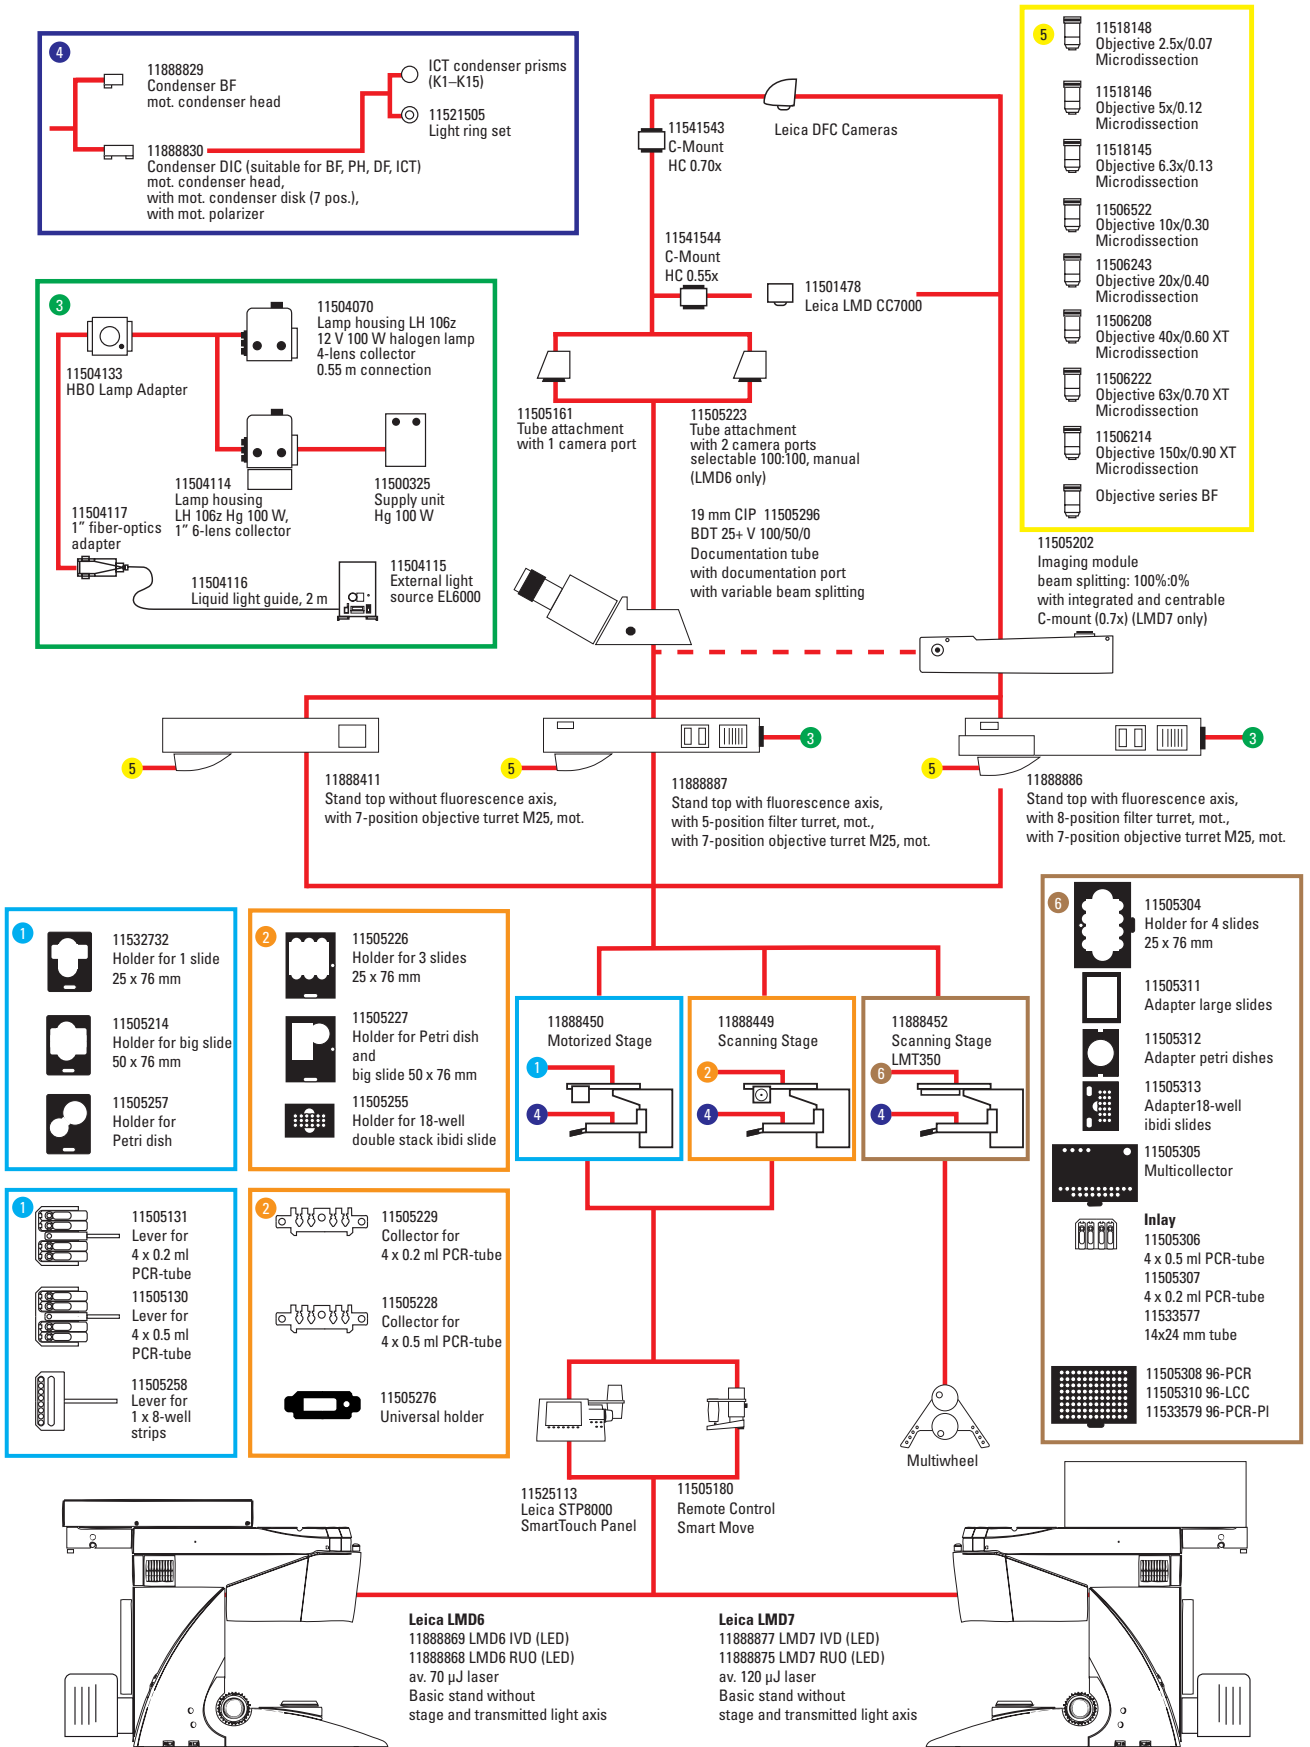 4
11888829
Condenser BF
mot. condenser head
ICT condenser prisms
(K1–K15)
11521505
Light ring set
11888830
Condenser DIC (suitable for BF, PH, DF, ICT)
mot. condenser head,
with mot. condenser disk (7 pos.),
with mot. polarizer
3
11504070
Lamp housing LH 106z
12 V 100 W halogen lamp
4-lens collector
0.55 m connection
11504133
HBO Lamp Adapter
11504114
Lamp housing
LH 106z Hg 100 W,
1” 6-lens collector
11500325
Supply unit
Hg 100 W
11504117
1” fiber-optics
adapter
11504116
Liquid light guide, 2 m
11504115
External light
source EL6000
Leica DFC Cameras
11541543
C-Mount
HC 0.70x
11541544
C-Mount
HC 0.55x
11501478
Leica LMD CC7000
11505161
Tube attachment
with 1 camera port
11505223
Tube attachment
with 2 camera ports
selectable 100:100, manual
(LMD6 only)
19 mm CIP 11505296
BDT 25+ V 100/50/0
Documentation tube
with documentation port
with variable beam splitting
5
11518148
Objective 2.5x/0.07
Microdissection
11518146
Objective 5x/0.12
Microdissection
11518145
Objective 6.3x/0.13
Microdissection
11506522
Objective 10x/0.30
Microdissection
11506243
Objective 20x/0.40
Microdissection
11506208
Objective 40x/0.60 XT
Microdissection
11506222
Objective 63x/0.70 XT
Microdissection
11506214
Objective 150x/0.90 XT
Microdissection
Objective series BF
11505202
Imaging module
beam splitting: 100%:0%
with integrated and centrable
C-mount (0.7x) (LMD7 only)
5
11888411
Stand top without fluorescence axis,
with 7-position objective turret M25, mot.
5
3
11888887
Stand top with fluorescence axis,
with 5-position filter turret, mot.,
with 7-position objective turret M25, mot.
5
3
11888886
Stand top with fluorescence axis,
with 8-position filter turret, mot.,
with 7-position objective turret M25, mot.
1
11532732
Holder for 1 slide
25 x 76 mm
11505214
Holder for big slide
50 x 76 mm
11505257
Holder for
Petri dish
2
11505226
Holder for 3 slides
25 x 76 mm
11505227
Holder for Petri dish
and
big slide 50 x 76 mm
11505255
Holder for 18-well
double stack ibidi slide
11888450
Motorized Stage
1
4
11888449
Scanning Stage
2
4
11888452
Scanning Stage
LMT350
6
4
6
11505304
Holder for 4 slides
25 x 76 mm
11505311
Adapter large slides
11505312
Adapter petri dishes
11505313
Adapter18-well
ibidi slides
11505305
Multicollector
Inlay
11505306
4 x 0.5 ml PCR-tube
11505307
4 x 0.2 ml PCR-tube
11533577
14x24 mm tube
11505308 96-PCR
11505310 96-LCC
11533579 96-PCR-PI
1
11505131
Lever for
4 x 0.2 ml
PCR-tube
11505130
Lever for
4 x 0.5 ml
PCR-tube
11505258
Lever for
1 x 8-well
strips
2
11505229
Collector for
4 x 0.2 ml PCR-tube
11505228
Collector for
4 x 0.5 ml PCR-tube
11505276
Universal holder
11525113
Leica STP8000
SmartTouch Panel
11505180
Remote Control
Smart Move
Multiwheel
Leica LMD6
11888869 LMD6 IVD (LED)
11888868 LMD6 RUO (LED)
av. 70 µJ laser
Basic stand without
stage and transmitted light axis
Leica LMD7
11888877 LMD7 IVD (LED)
11888875 LMD7 RUO (LED)
av. 120 µJ laser
Basic stand without
stage and transmitted light axis